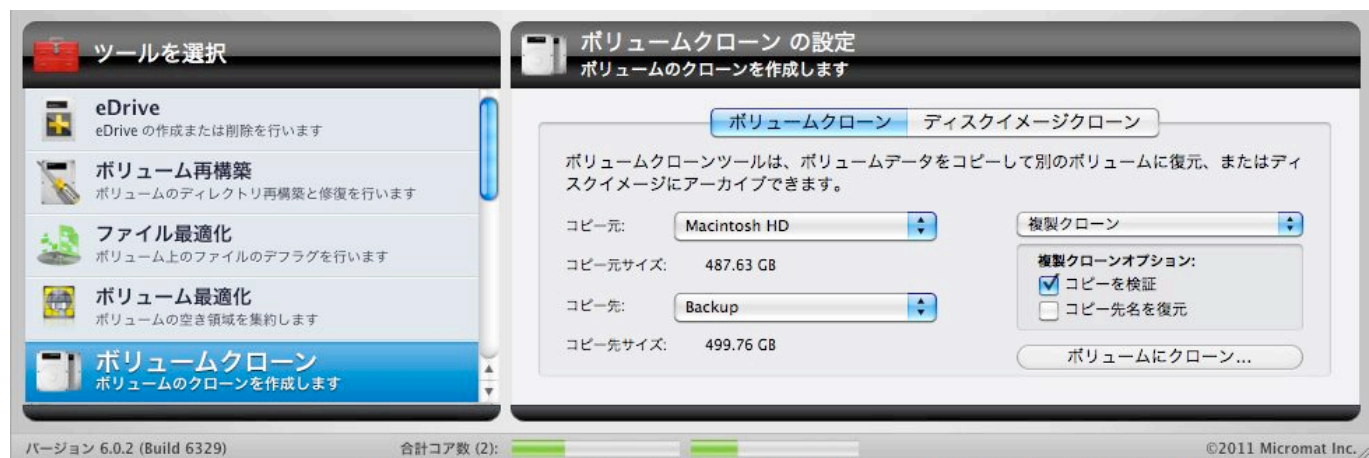 ツールを選択
eDrive
eDrive の作成または削除を行います
ボリューム再構築
ボリュームのディレクトリ再構築と修復を行います
ファイル最適化
ボリューム上のファイルのデフラグを行います
ボリューム最適化
ボリュームの空き領域を集約します
ボリュームクローン
ボリュームのクローンを作成します
ボリュームクローン の設定
ボリュームのクローンを作成します
ボリュームクローン ディスクイメージクローン
ボリュームクローンツールは、ボリュームデータをコピーして別のボリュームに復元、またはディ
スクイメージにアーカイブできます。
コピー元: Macintosh HD
コピー元サイズ: 487.63 GB
コピー先: Backup
コピー先サイズ: 499.76 GB
複製クローン
複製クローンオプション:
コピーを検証
コピー先名を復元
ボリュームにクローン...
バージョン 6.0.2 (Build 6329) 合計コア数 (2): ©2011 Micromat Inc.